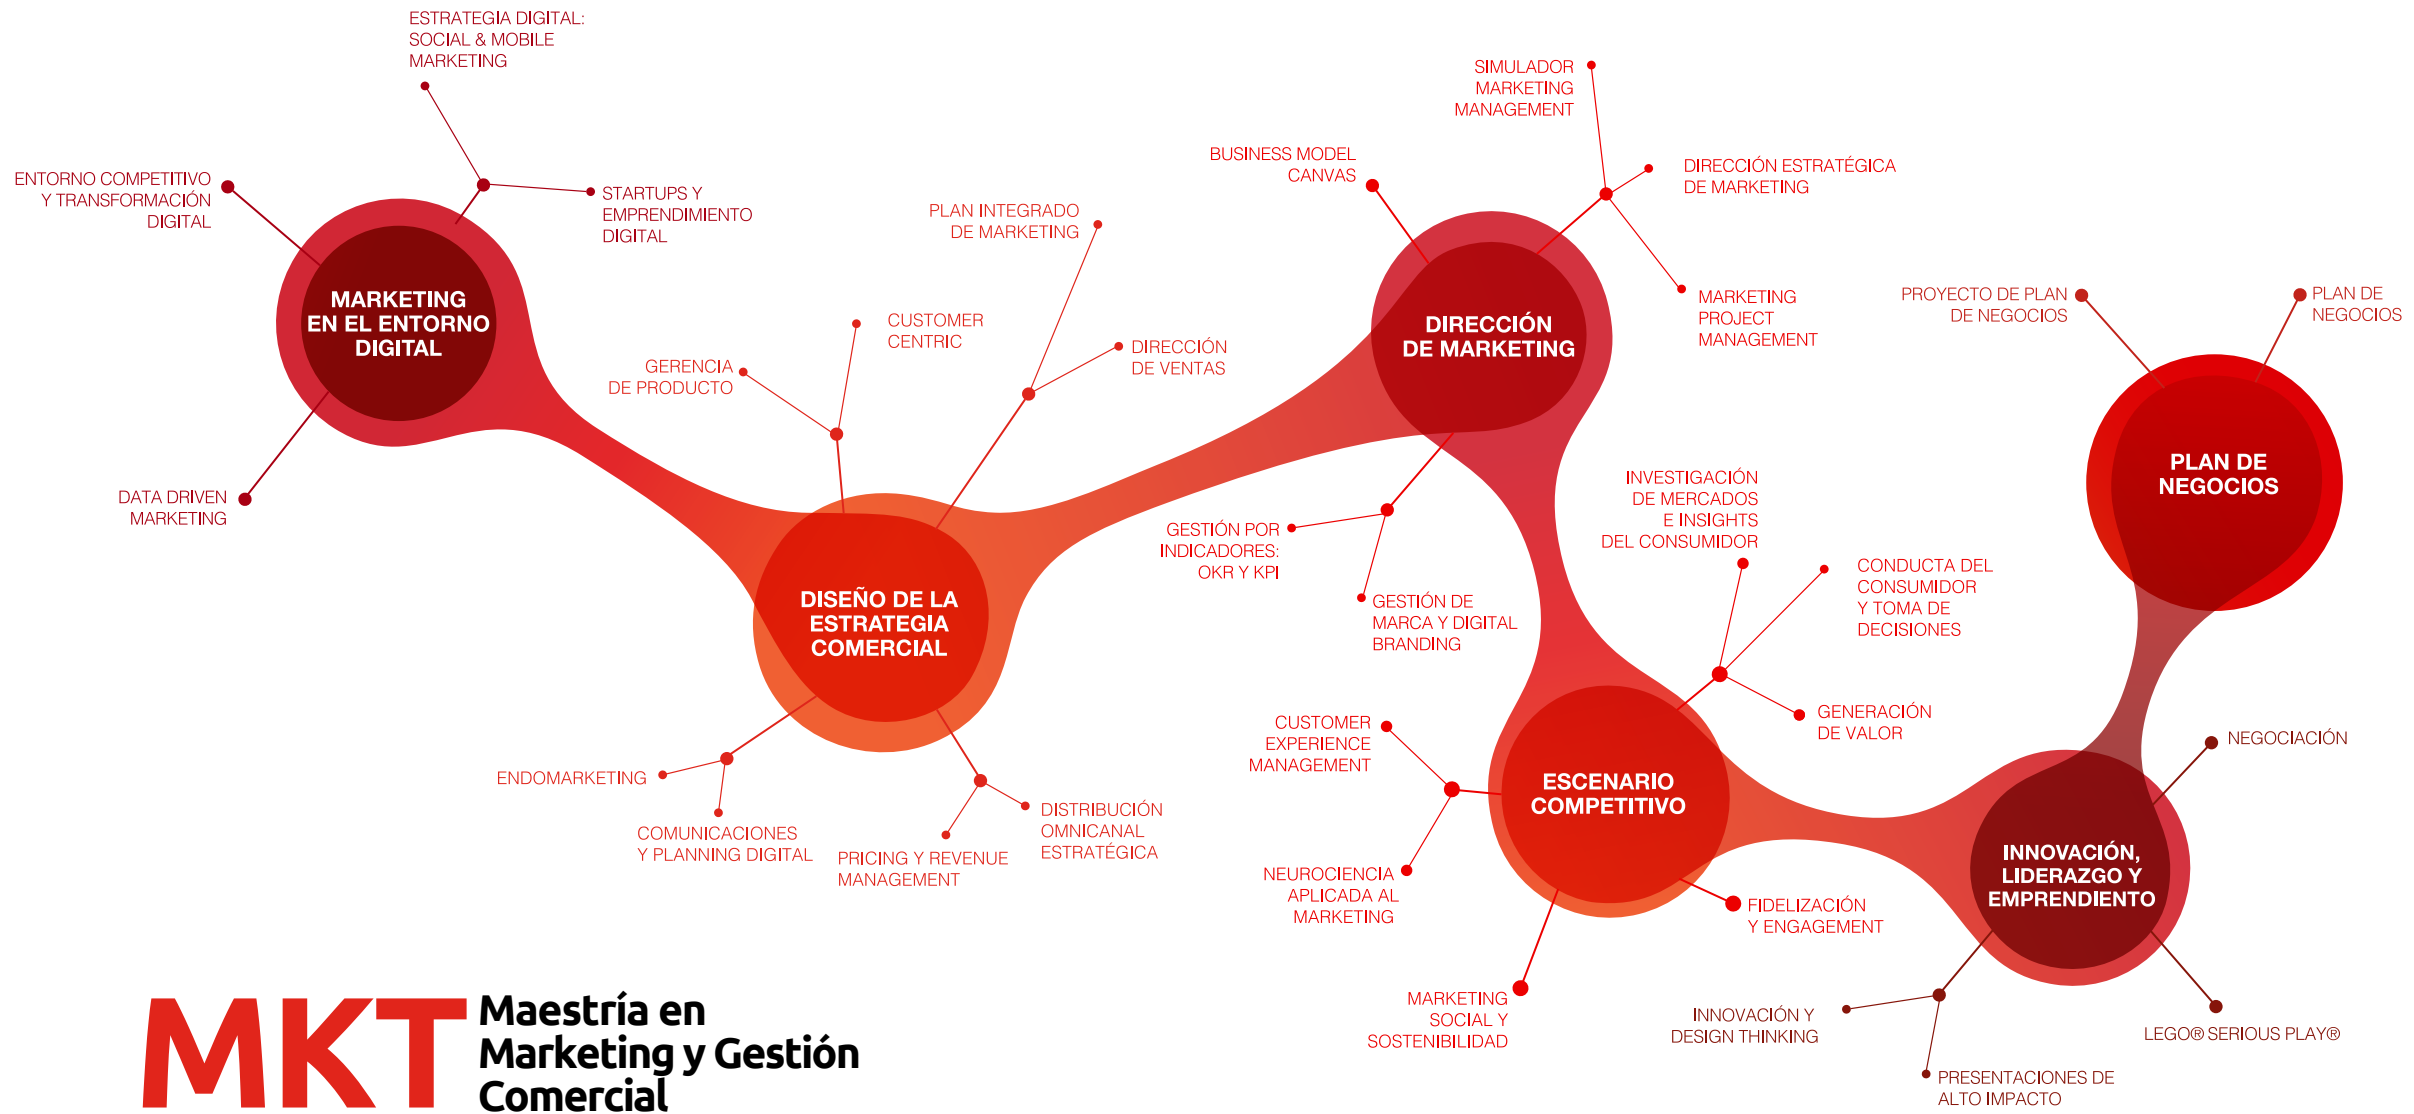 ESTRATEGIA DIGITAL:
SOCIAL & MOBILE
MARKETING
ENTORNO COMPETITIVO
Y TRANSFORMACIÓN
DIGITAL
STARTUPS Y
EMPRENDIMIENTO
DIGITAL
MARKETING
EN EL ENTORNO
DIGITAL
DATA DRIVEN
MARKETING
PLAN INTEGRADO
DE MARKETING
CUSTOMER
CENTRIC
GERENCIA
DE PRODUCTO
DIRECCIÓN
DE VENTAS
DISEÑO DE LA
ESTRATEGIA
COMERCIAL
ENDOMARKETING
COMUNICACIONES
Y PLANNING DIGITAL
PRICING Y REVENUE
MANAGEMENT
DISTRIBUCIÓN
OMNICANAL
ESTRATÉGICA
SIMULADOR
MARKETING
MANAGEMENT
BUSINESS MODEL
CANVAS
DIRECCIÓN ESTRATÉGICA
DE MARKETING
MARKETING
PROJECT
MANAGEMENT
DIRECCIÓN
DE MARKETING
GESTIÓN POR
INDICADORES:
OKR Y KPI
GESTIÓN DE
MARCA Y DIGITAL
BRANDING
INVESTIGACIÓN
DE MERCADOS
E INSIGHTS
DEL CONSUMIDOR
CONDUCTA DEL
CONSUMIDOR
Y TOMA DE
DECISIONES
GENERACIÓN
DE VALOR
CUSTOMER
EXPERIENCE
MANAGEMENT
ESCENARIO
COMPETITIVO
NEUROCIENCIA
APLICADA AL
MARKETING
FIDELIZACIÓN
Y ENGAGEMENT
MARKETING
SOCIAL Y
SOSTENIBILIDAD
PROYECTO DE PLAN
DE NEGOCIOS
PLAN DE
NEGOCIOS
PLAN DE
NEGOCIOS
NEGOCIACIÓN
INNOVACIÓN,
LIDERAZGO Y
EMPRENDIENTO
INNOVACIÓN Y
DESIGN THINKING
LEGO® SERIOUS PLAY®
PRESENTACIONES DE
ALTO IMPACTO
MKT
Maestría en
Marketing y Gestión
Comercial